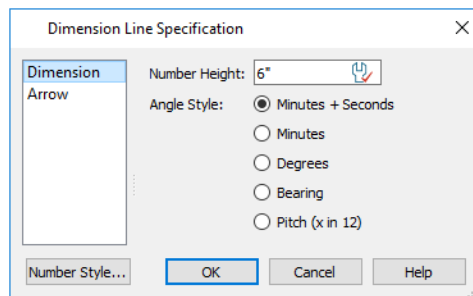 Dimension Line Specification
Dimension
Arrow
Number Height: 6"
Angle Style: Minutes + Seconds
Minutes
Degrees
Bearing
Pitch (x in 12)
Number Style... OK Cancel Help